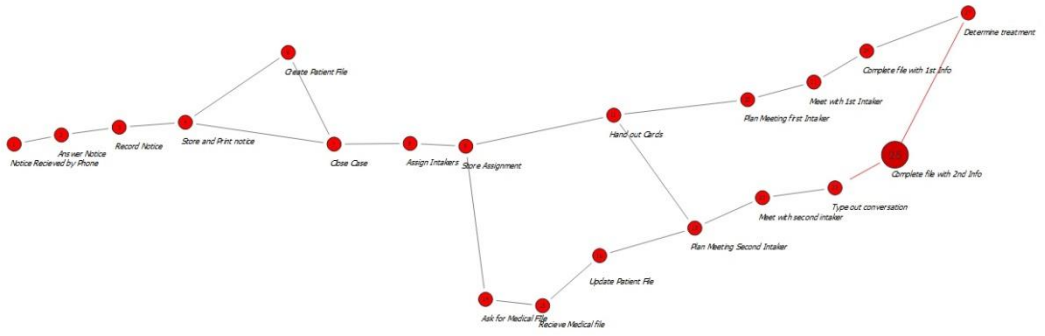 Determine treatment
Create Patient File
Complete file with 1st Info
Meet with 1st Intaker
Plan Meeting first Intaker
Hand out Cards
Store and Print notice
Record Notice
Answer Notice
Notice Recieved by Phone
Close Case
Assign Intakers
Store Assignment
Complete file with 2nd Info
Type out conversation
Meet with second intaker
Plan Meeting Second Intaker
Update Patient File
Ask for Medical File
Recieve Medical file